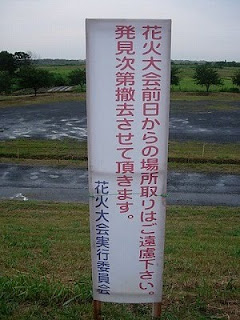 花火大会前日からの場所取りはご遠慮下さい。
発見次第撤去させて頂きます。
花火大会実行委員会